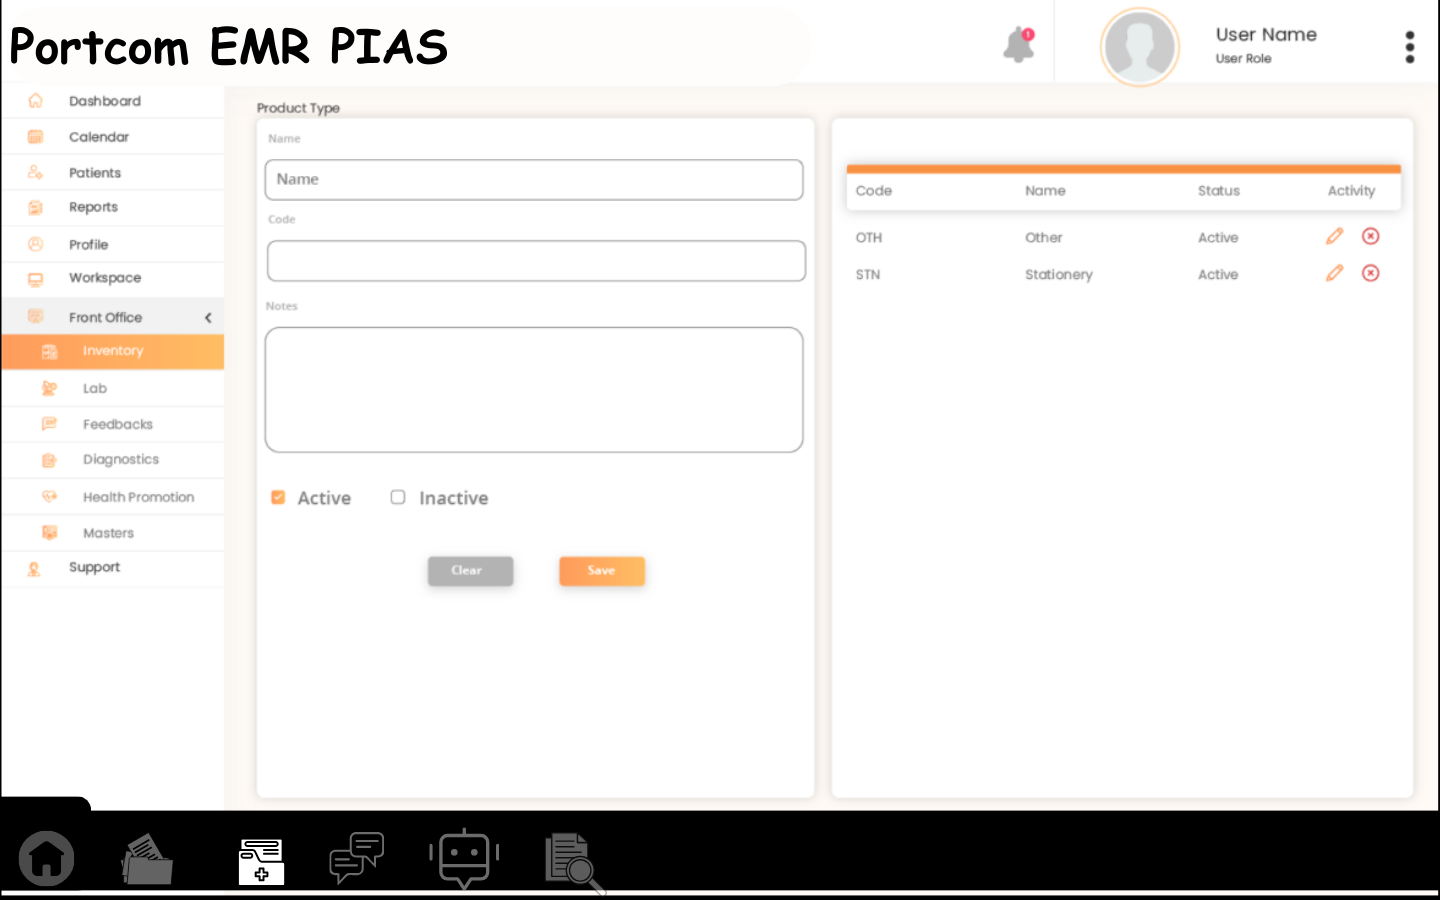 Portcom EMR PIAS
1
User Name
User Role
Dashboard
Calendar
Patients
Reports
Profile
Workspace
Front Office
Inventory
Lab
Feedbacks
Diagnostics
Health Promotion
Masters
Support
Product Type
Name
Name
Code
Notes
Active Inactive
Clear Save
Code Name Status Activity
OTH Other Active
STN Stationery Active